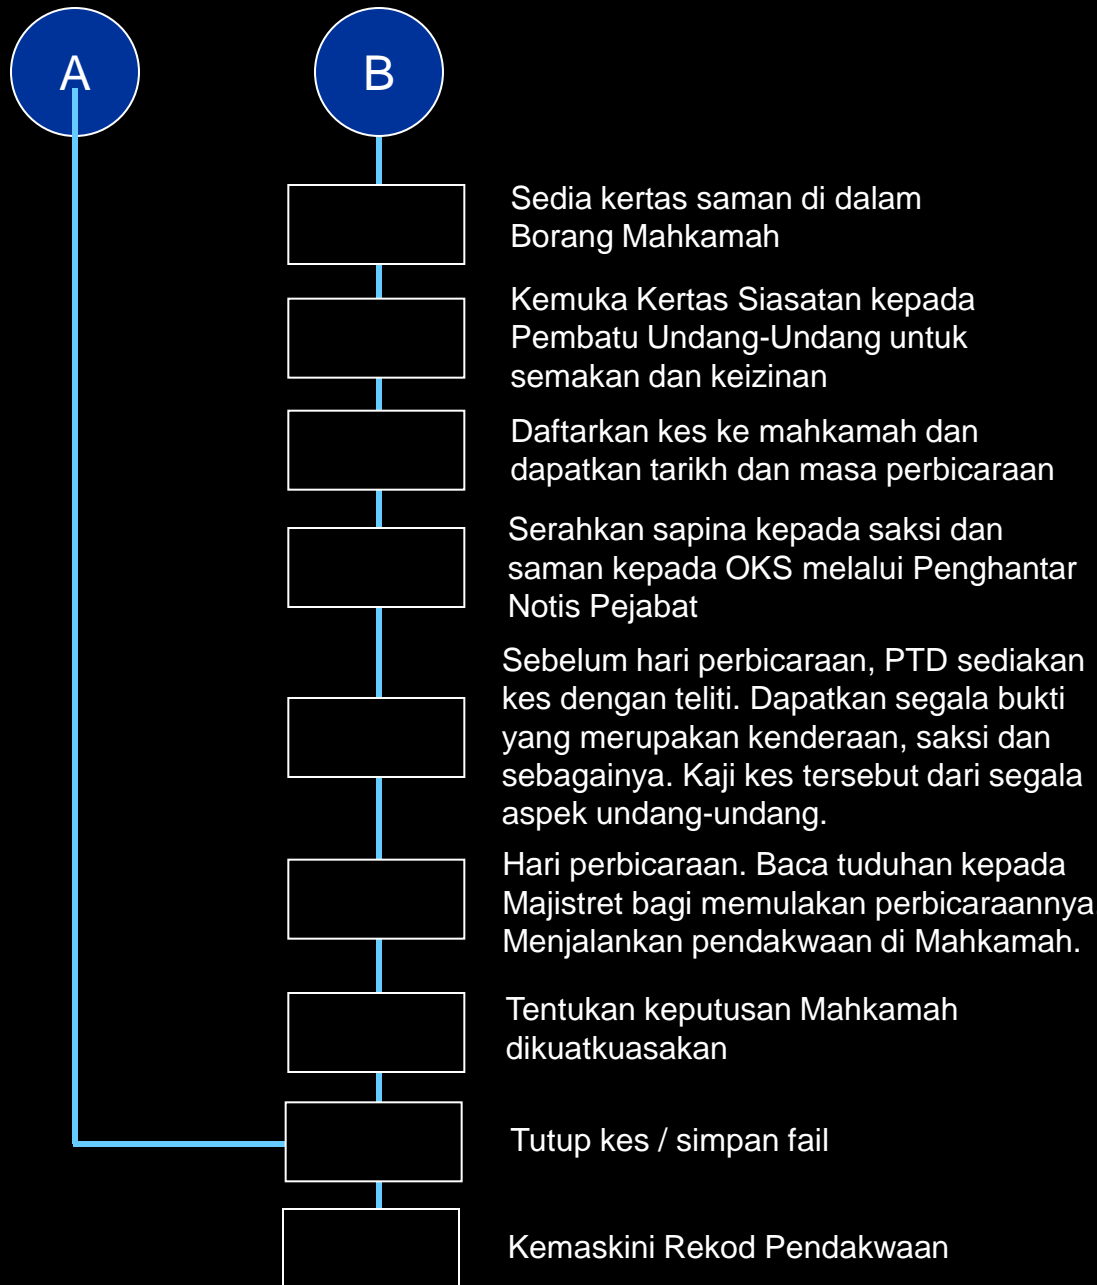 A
B
Sedia kertas saman di dalam
Borang Mahkamah
Kemuka Kertas Siasatan kepada
Pembatu Undang-Undang untuk
semakan dan keizinan
Daftarkan kes ke mahkamah dan
dapatkan tarikh dan masa perbicaraan
Serahkan sapina kepada saksi dan
saman kepada OKS melalui Penghantar
Notis Pejabat
Sebelum hari perbicaraan, PTD sediakan
kes dengan teliti. Dapatkan segala bukti
yang merupakan kenderaan, saksi dan
sebagainya. Kaji kes tersebut dari segala
aspek undang-undang.
Hari perbicaraan. Baca tuduhan kepada
Majistret bagi memulakan perbicaraannya
Menjalankan pendakwaan di Mahkamah.
Tentukan keputusan Mahkamah
dikuatkuasakan
Tutup kes / simpan fail
Kemaskini Rekod Pendakwaan